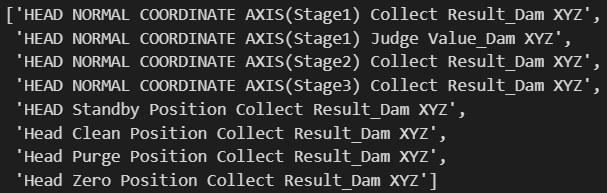 ['HEAD NORMAL COORDINATE AXIS(Stage1) Collect Result_Dam XYZ',
'HEAD NORMAL COORDINATE AXIS(Stage1) Judge Value_Dam XYZ',
'HEAD NORMAL COORDINATE AXIS(Stage2) Collect Result_Dam XYZ',
'HEAD NORMAL COORDINATE AXIS(Stage3) Collect Result_Dam XYZ',
'HEAD Standby Position Collect Result_Dam XYZ',
'Head Clean Position Collect Result_Dam XYZ',
'Head Purge Position Collect Result_Dam XYZ',
'Head Zero Position Collect Result_Dam XYZ']